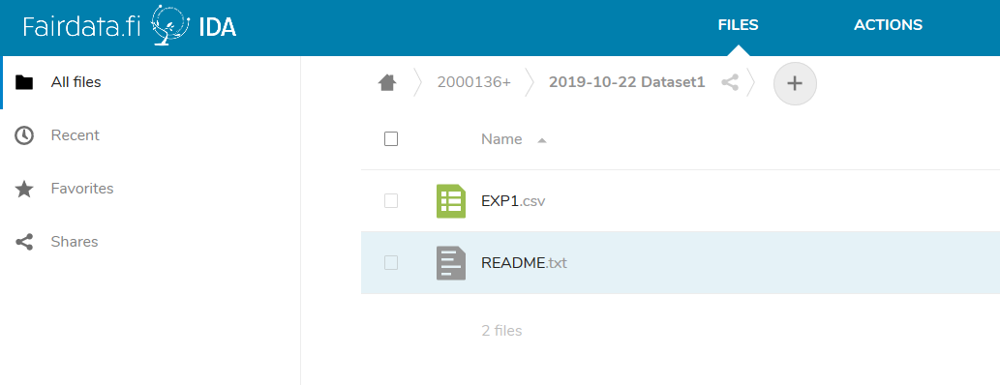 Fairdata.fi IDA FILES ACTIONS
All files
Recent
Favorites
Shares
2000136+ 2019-10-22 Dataset1 +
Name
EXP1.csv
README.txt
2 files